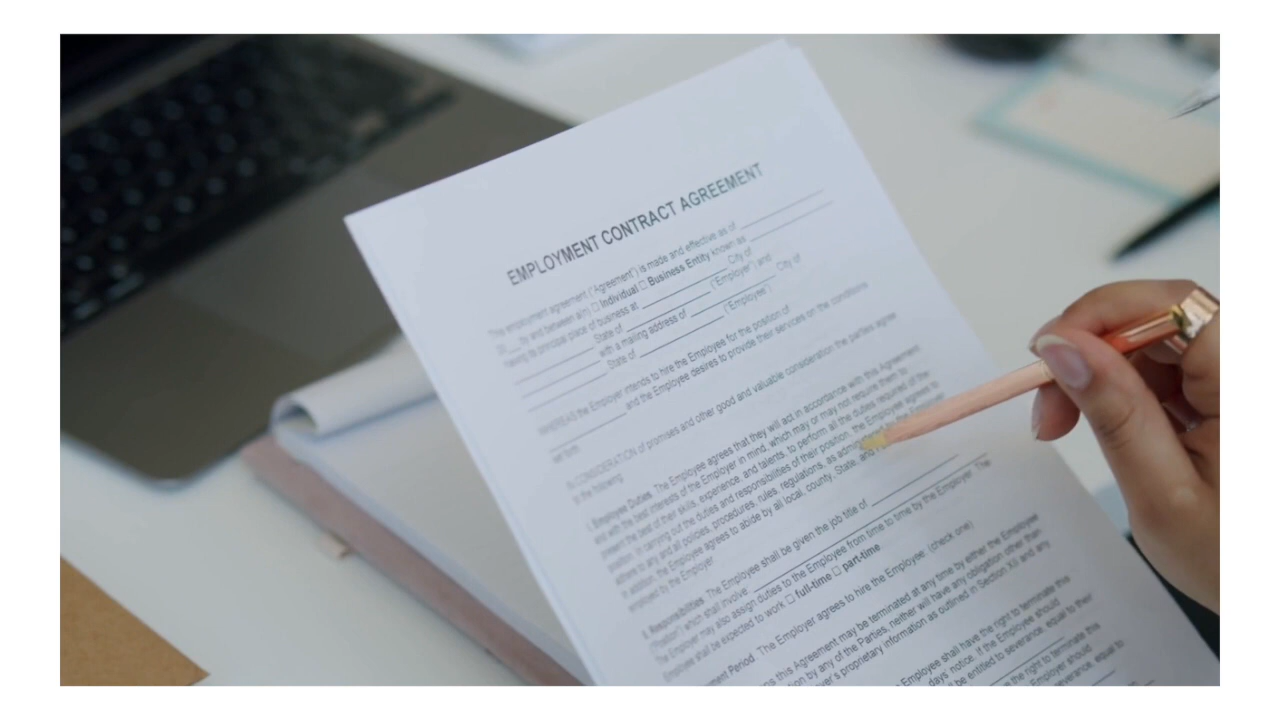 EMPLOYMENT CONTRACT AGREEMENT
The employment agreement ("Agreement") is made and effective as of
20___ by and between a(n) ☐ Individual ☐ Business Entity known as
having its principal place of business at City of
State of ("Employer") and
with a mailing address of City of
State of ("Employee").
WHEREAS the Employer intends to hire the Employee for the position of
and the Employee desires to provide their services on the conditions
set forth
IN CONSIDERATION of promises and other good and valuable consideration the parties agree
to the following:
I. Employee Duties. The Employee agrees that they will act in accordance with this Agreement
and with the best interests of the Employer in mind, which may or may not require them to
present the best of their skills, experience, and talents, to perform all the duties required of the
position. In carrying out the duties and responsibilities of their position, the Employee agrees to
adhere to any and all policies, procedures, rules, regulations, as administered by the Employer.
In addition, the Employee agrees to abide by all local, county, State, and
employed by the Employer.
II. Responsibilities. The Employee shall be given the job title of
("Position") which shall involve:
The Employer may also assign duties to the Employee from time to time by the Employer. The
Employee shall be expected to work ☐ full-time ☐ part-time
ment Period. The Employer agrees to hire the Employee: (check one)
this Agreement may be terminated at any time by either the Employee
tion by any of the Parties, neither will have any obligation other than
yer's proprietary information as outlined in Section XII and any
Employee shall have the right to terminate this
days' notice. If the Employee should
be entitled to severance, equal to their
the right to terminate this
Employer should
severance, equal to